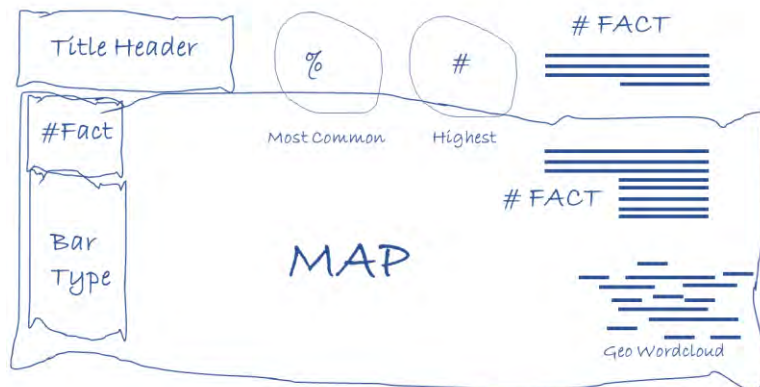 Title Header
%
#
# FACT
#Fact
Most Common
Highest
# FACT
Bar
Type
MAP
Geo Wordcloud